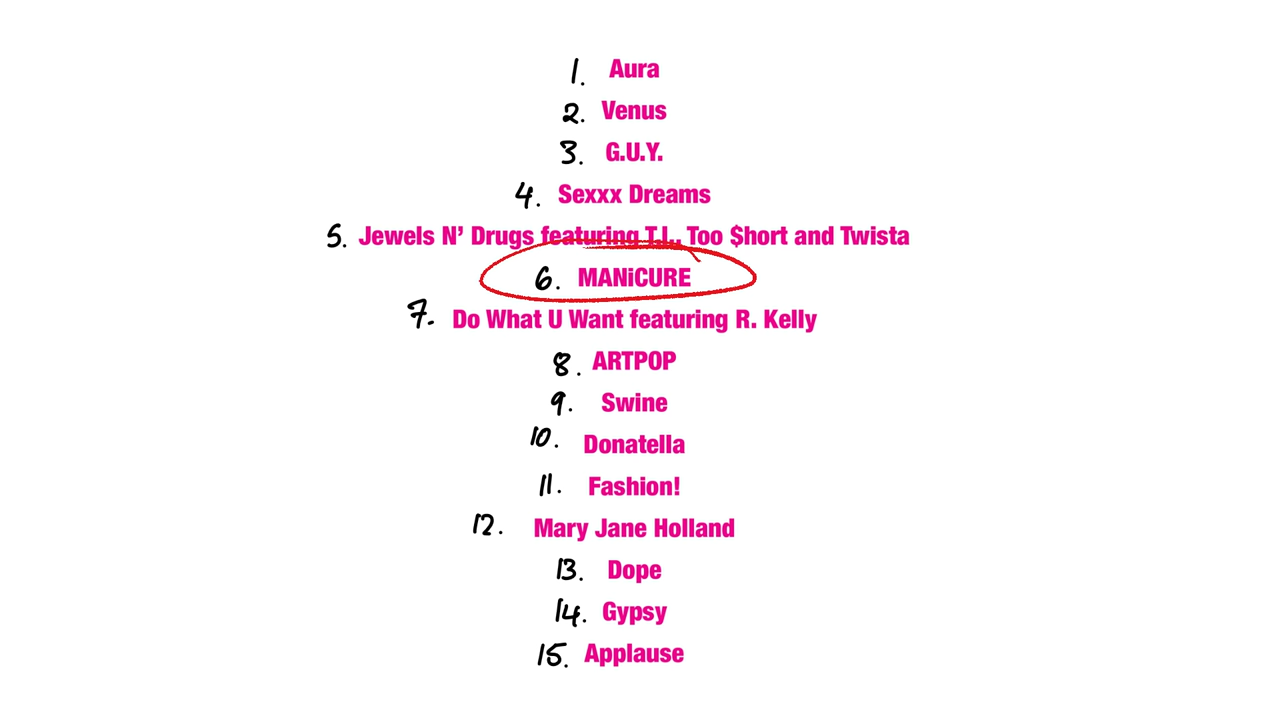 1. Aura
2. Venus
3. G.U.Y.
4. Sexxx Dreams
5. Jewels N’ Drugs featuring T.I., Too $hort and Twista
6. MANiCURE
7. Do What U Want featuring R. Kelly
8. ARTPOP
9. Swine
10. Donatella
11. Fashion!
12. Mary Jane Holland
13. Dope
14. Gypsy
15. Applause